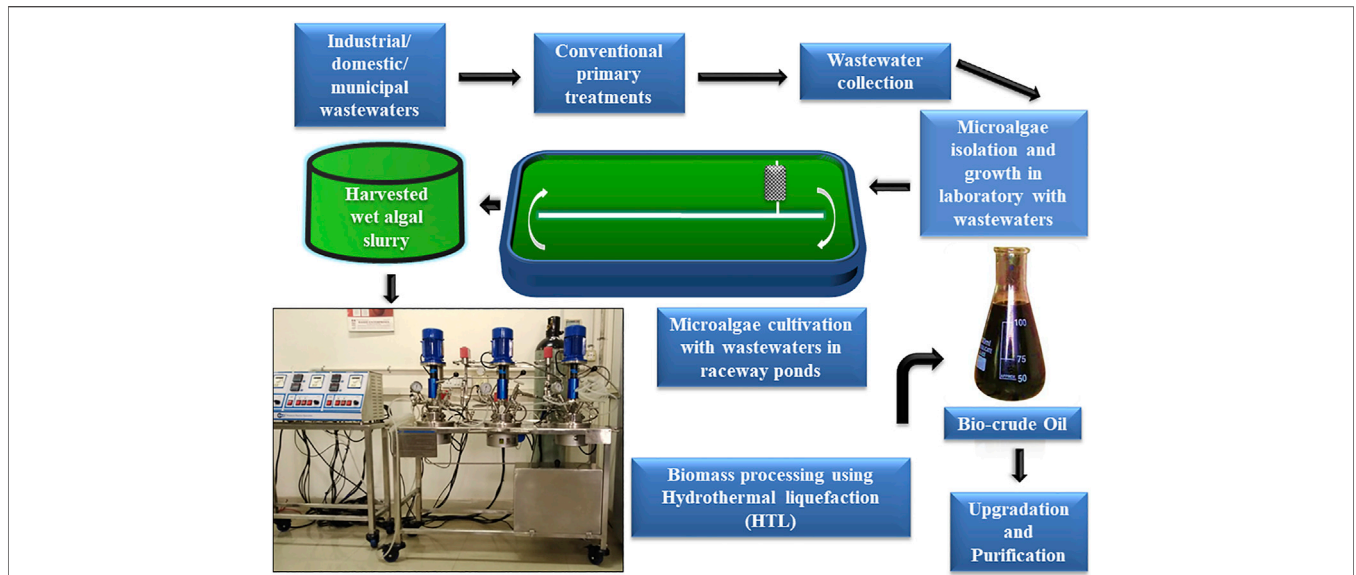 Industrial/
domestic/
municipal
wastewaters
Conventional
primary
treatments
Wastewater
collection
Microalgae
isolation and
growth in
laboratory with
wastewaters
Harvested
wet algal
slurry
Microalgae cultivation
with wastewaters in
raceway ponds
100
75
50
Bio-crude Oil
Biomass processing using
Hydrothermal liquefaction
(HTL)
Upgradation
and
Purification